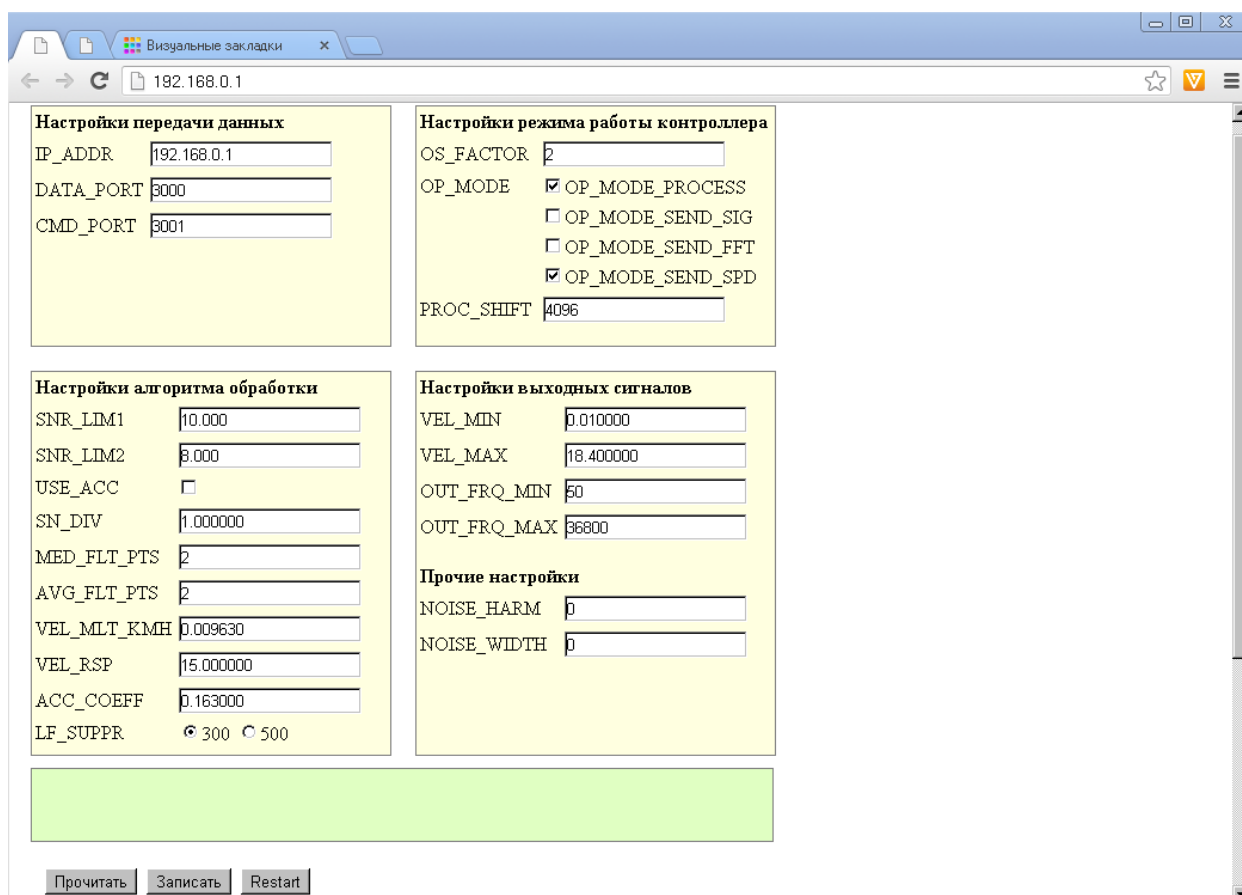 Визуальные закладки
192.168.0.1
Настройки передачи данных
IP_ADDR 192.168.0.1
DATA_PORT 3000
CMD_PORT 3001
Настройки режима работы контроллера
OS_FACTOR 2
OP_MODE OP_MODE_PROCESS
OP_MODE_SEND_SIG
OP_MODE_SEND_FFT
OP_MODE_SEND_SPD
PROC_SHIFT 4096
Настройки алгоритма обработки
SNR_LIM1 10.000
SNR_LIM2 8.000
USE_ACC
SN_DIV 1.000000
MED_FLT_PTS 2
AVG_FLT_PTS 2
VEL_MLT_KMH 0.009630
VEL_RSP 15.000000
ACC_COEFF 0.163000
LF_SUPPR 300 500
Настройки выходных сигналов
VEL_MIN 0.010000
VEL_MAX 18.400000
OUT_FRQ_MIN 50
OUT_FRQ_MAX 36800
Прочие настройки
NOISE_HARM 0
NOISE_WIDTH 0
Прочитать Записать Restart